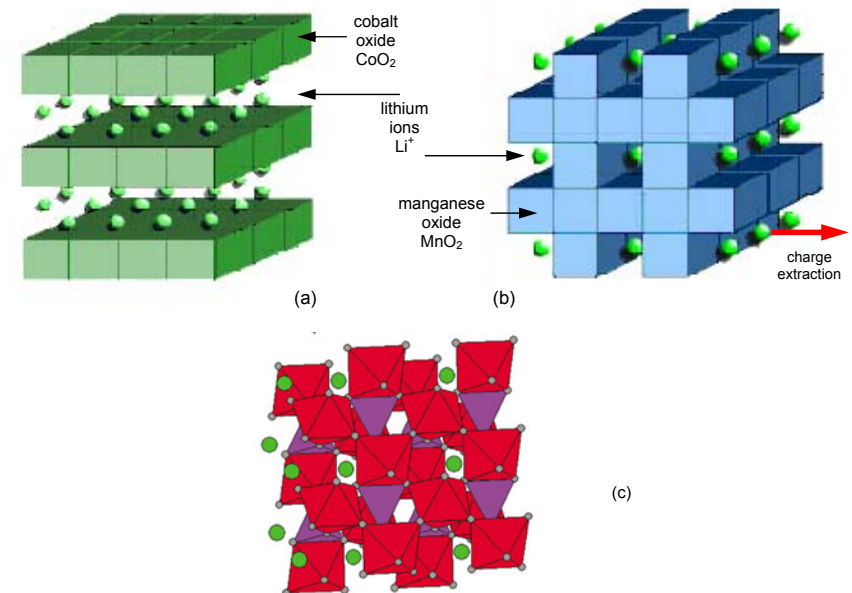 cobalt
oxide
CoO₂
lithium
ions
Li⁺
manganese
oxide
MnO₂
charge
extraction
(a)
(b)
(c)